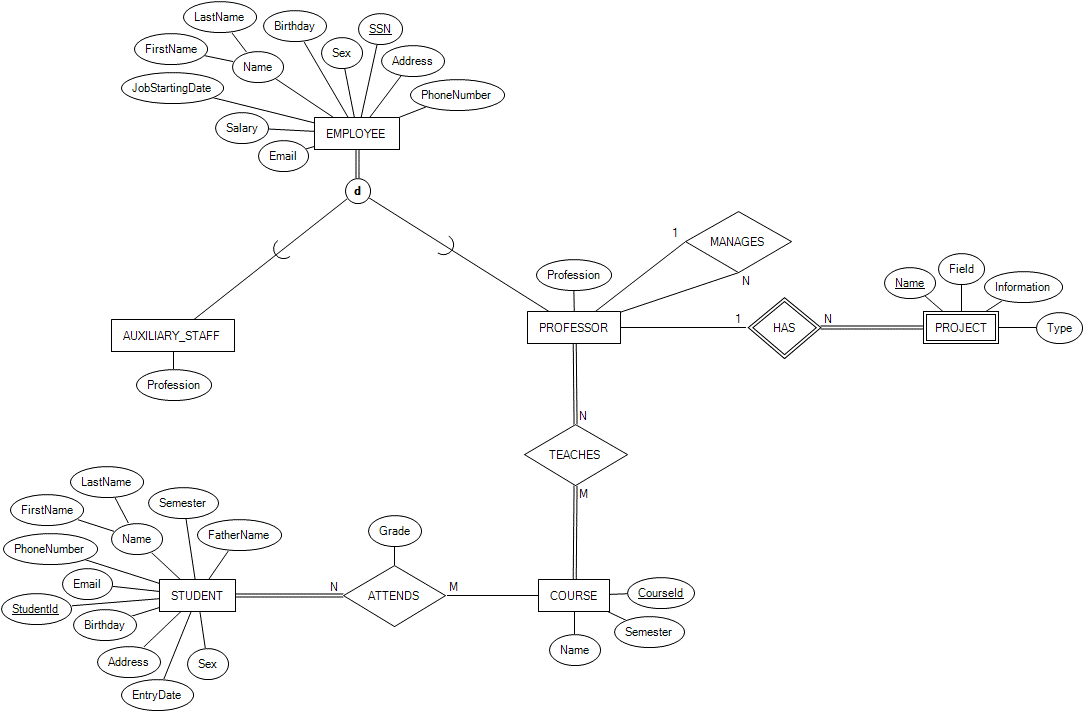 LastName
Birthday
SSN
FirstName
Name
Sex
Address
JobStartingDate
PhoneNumber
Salary
EMPLOYEE
Email
d
1
MANAGES
N
Profession
Name
Field
Information
AUXILIARY_STAFF
PROFESSOR
1
HAS
N
PROJECT
Type
Profession
N
TEACHES
M
LastName
Semester
FirstName
Name
FatherName
Grade
PhoneNumber
Email
StudentId
STUDENT
N
ATTENDS
M
COURSE
CourseId
Birthday
Semester
Address
Sex
Name
EntryDate